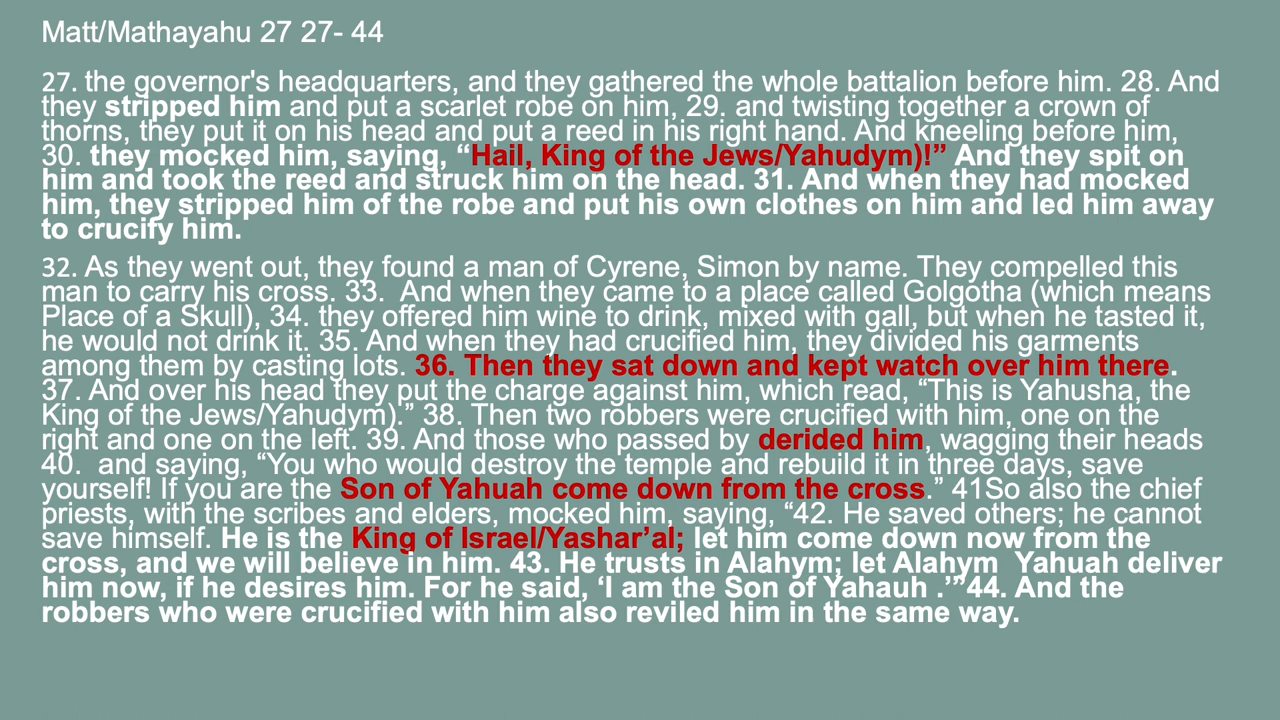 Matt/Mathayahu 27 27- 44
27. the governor's headquarters, and they gathered the whole battalion before him. 28. And
they stripped him and put a scarlet robe on him, 29. and twisting together a crown of
thorns, they put it on his head and put a reed in his right hand. And kneeling before him,
30. they mocked him, saying, “Hail, King of the Jews/Yahudym)!” And they spit on
him and took the reed and struck him on the head. 31. And when they had mocked
him, they stripped him of the robe and put his own clothes on him and led him away
to crucify him.
32. As they went out, they found a man of Cyrene, Simon by name. They compelled this
man to carry his cross. 33.  And when they came to a place called Golgotha (which means
Place of a Skull), 34. they offered him wine to drink, mixed with gall, but when he tasted it,
he would not drink it. 35. And when they had crucified him, they divided his garments
among them by casting lots. 36. Then they sat down and kept watch over him there.
37. And over his head they put the charge against him, which read, “This is Yahusha, the
King of the Jews/Yahudym).” 38. Then two robbers were crucified with him, one on the
right and one on the left. 39. And those who passed by derided him, wagging their heads
40.  and saying, “You who would destroy the temple and rebuild it in three days, save
yourself! If you are the Son of Yahuah come down from the cross.” 41So also the chief
priests, with the scribes and elders, mocked him, saying, “42. He saved others; he cannot
save himself. He is the King of Israel/Yashar’al; let him come down now from the
cross, and we will believe in him. 43. He trusts in Alahym; let Alahym  Yahuah deliver
him now, if he desires him. For he said, ‘I am the Son of Yahauh .’”44. And the
robbers who were crucified with him also reviled him in the same way.